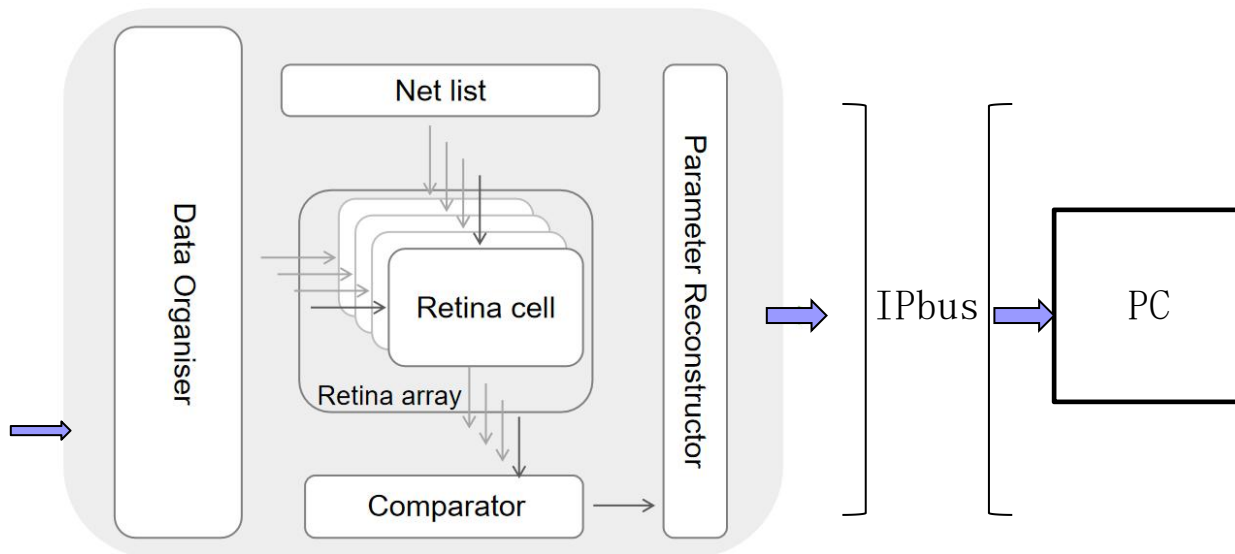 Data Organiser
Net list
Retina cell
Retina array
Comparator
Parameter Reconstructor
IPbus
PC